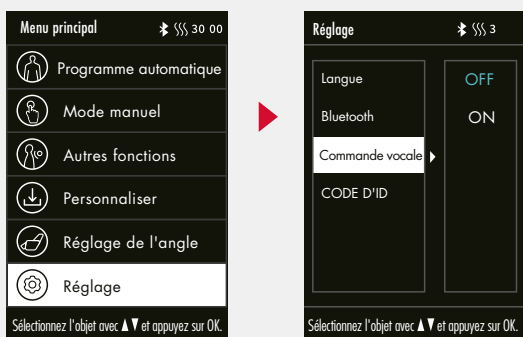 Menu principal 30 00
Programme automatique
Mode manuel
Autres fonctions
Personnaliser
Réglage de l'angle
Réglage
Sélectionnez l'objet avec ▲▼ et appuyez sur OK.
Réglage 3
Langue
Bluetooth
Commande vocale
CODE D'ID
OFF
ON
Sélectionnez l'objet avec ▲▼ et appuyez sur OK.